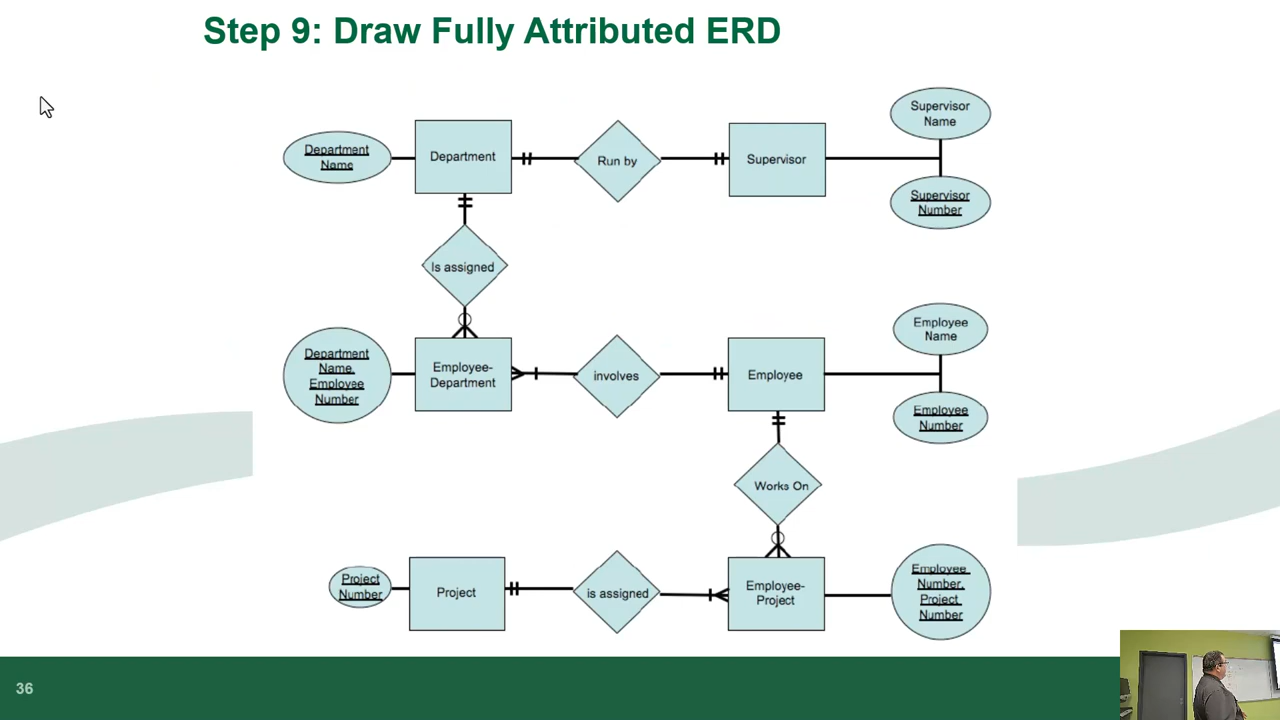 Step 9: Draw Fully Attributed ERD
Supervisor
Name
Department
Name
Department
Run by
Supervisor
Supervisor
Number
Is assigned
Employee
Name
Department
Name,
Employee
Number
Employee-
Department
involves
Employee
Employee
Number
Works On
Project
Number
Project
is assigned
Employee-
Project
Employee
Number,
Project
Number
36